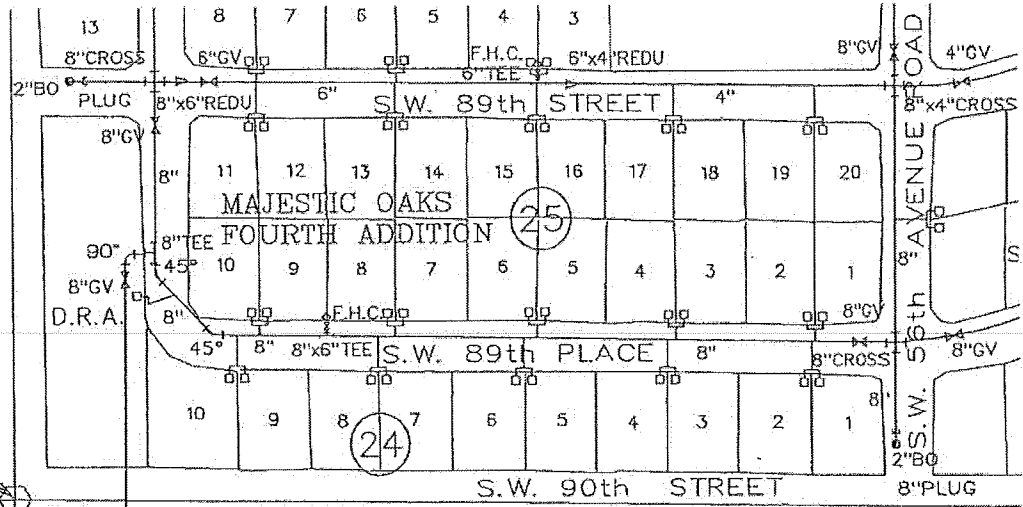 13
8
7
6
5
4
3
8"CROSS
6"GV
F.H.C.
6"x4"REDU
8"GV
4"GV
6"TEE
2"BO
PLUG
8"x6"REDU
6"
S.W. 89th STREET
4"
8"x4"CROSS
8"GV
8"
11
12
13
14
15
16
17
18
19
20
MAJESTIC OAKS
FOURTH ADDITION
25
8"TEE
90°
45°
10
9
8
7
6
5
4
3
2
1
8"
S.W. 56th AVENUE ROAD
S
8"GV
D.R.A.
8"
F.H.C.
8"GV
45°
8"
8"x6"TEE
S.W. 89th PLACE
8"
8"CROSS
8"GV
10
9
8
7
6
5
4
3
2
1
8"
24
2"BO
S.W. 90th STREET
8"PLUG